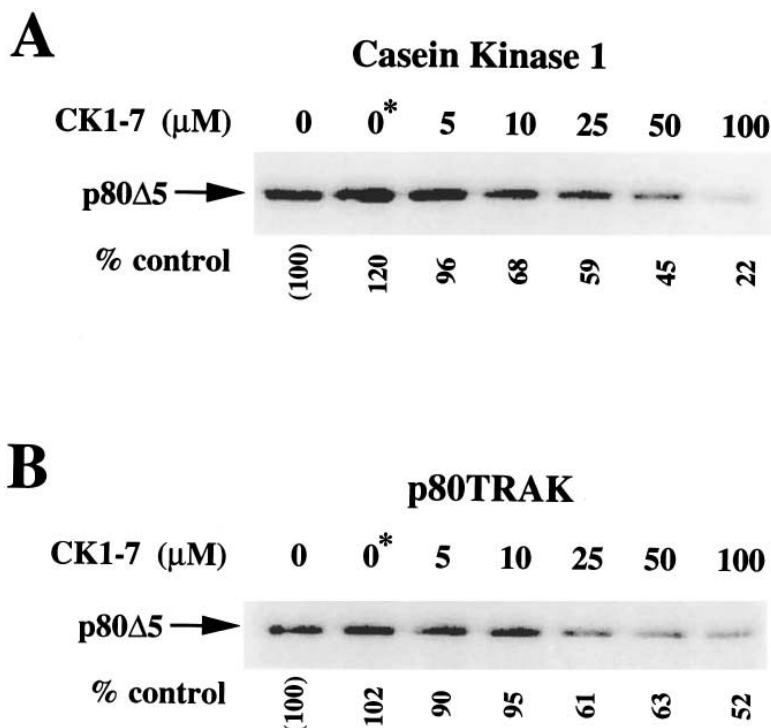 A
Casein Kinase 1
CK1-7 (μM) 0 0* 5 10 25 50 100
p80Δ5
% control (100) 120 96 68 59 45 22
B
p80TRAK
CK1-7 (μM) 0 0* 5 10 25 50 100
p80Δ5
% control (100) 102 90 95 61 63 52